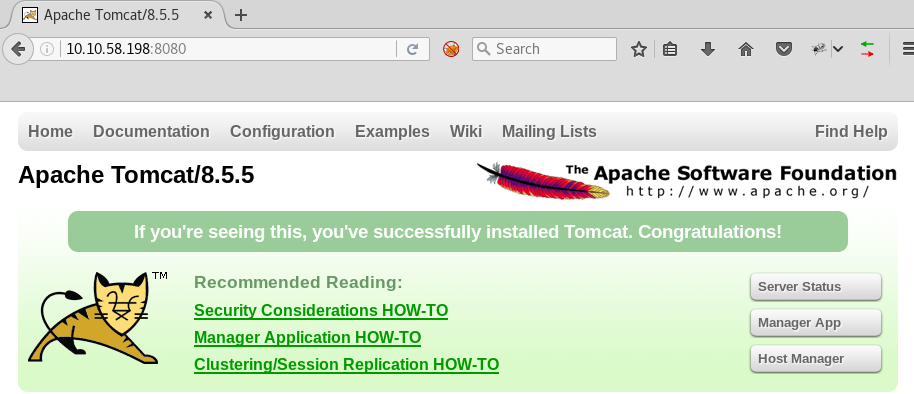 Apache Tomcat/8.5.5
10.10.58.198:8080
Search
Home Documentation Configuration Examples Wiki Mailing Lists Find Help
Apache Tomcat/8.5.5
The Apache Software Foundation
http://www.apache.org/
If you're seeing this, you've successfully installed Tomcat. Congratulations!
TM
Recommended Reading:
Security Considerations HOW-TO
Manager Application HOW-TO
Clustering/Session Replication HOW-TO
Server Status
Manager App
Host Manager